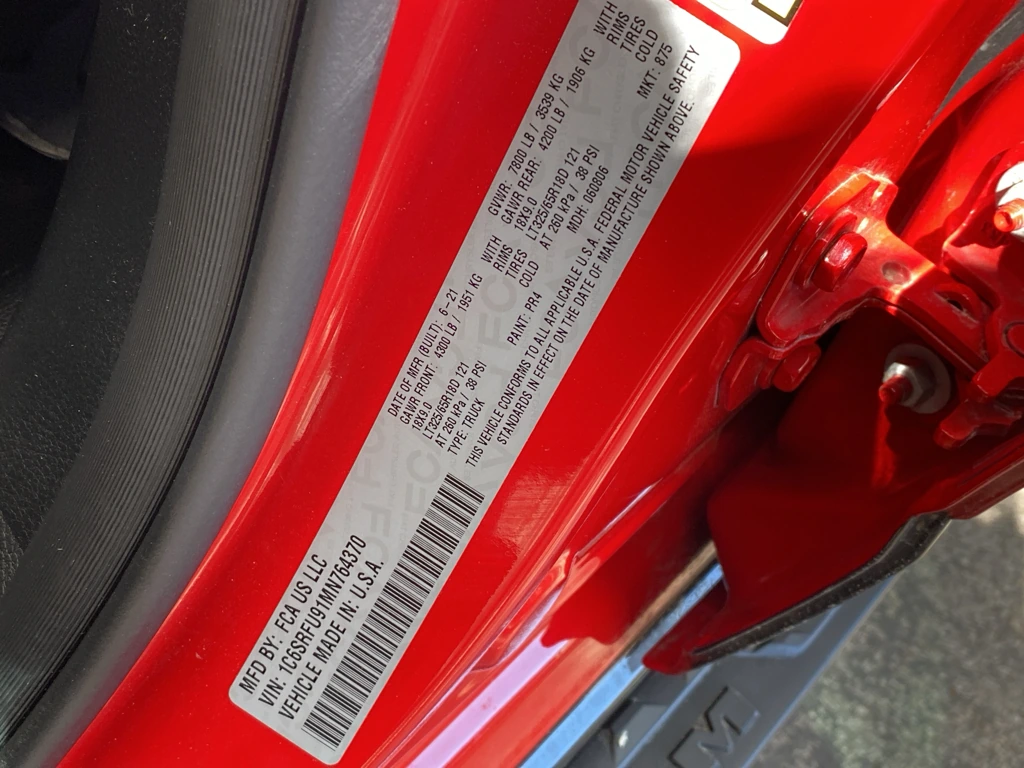 MFD BY: FCA US LLC
VIN: 1C6SRFU91MN764370
VEHICLE MADE IN: U.S.A.
DATE OF MFR (BUILT): 6-21 GVWR: 7800 LB / 3539 KG
GAWR FRONT: 4300 LB / 1951 KG WITH GAWR REAR: 4200 LB / 1906 KG WITH
18X9.0 RIMS 18X9.0 RIMS
LT325/65R18D 121 TIRES LT325/65R18D 121 TIRES
AT 260 kPa / 38 PSI COLD AT 260 kPa / 38 PSI COLD
TYPE: TRUCK PAINT: PR4 MDH: 060806 MKT: 875
THIS VEHICLE CONFORMS TO ALL APPLICABLE U.S.A. FEDERAL MOTOR VEHICLE SAFETY
STANDARDS IN EFFECT ON THE DATE OF MANUFACTURE SHOWN ABOVE.
M